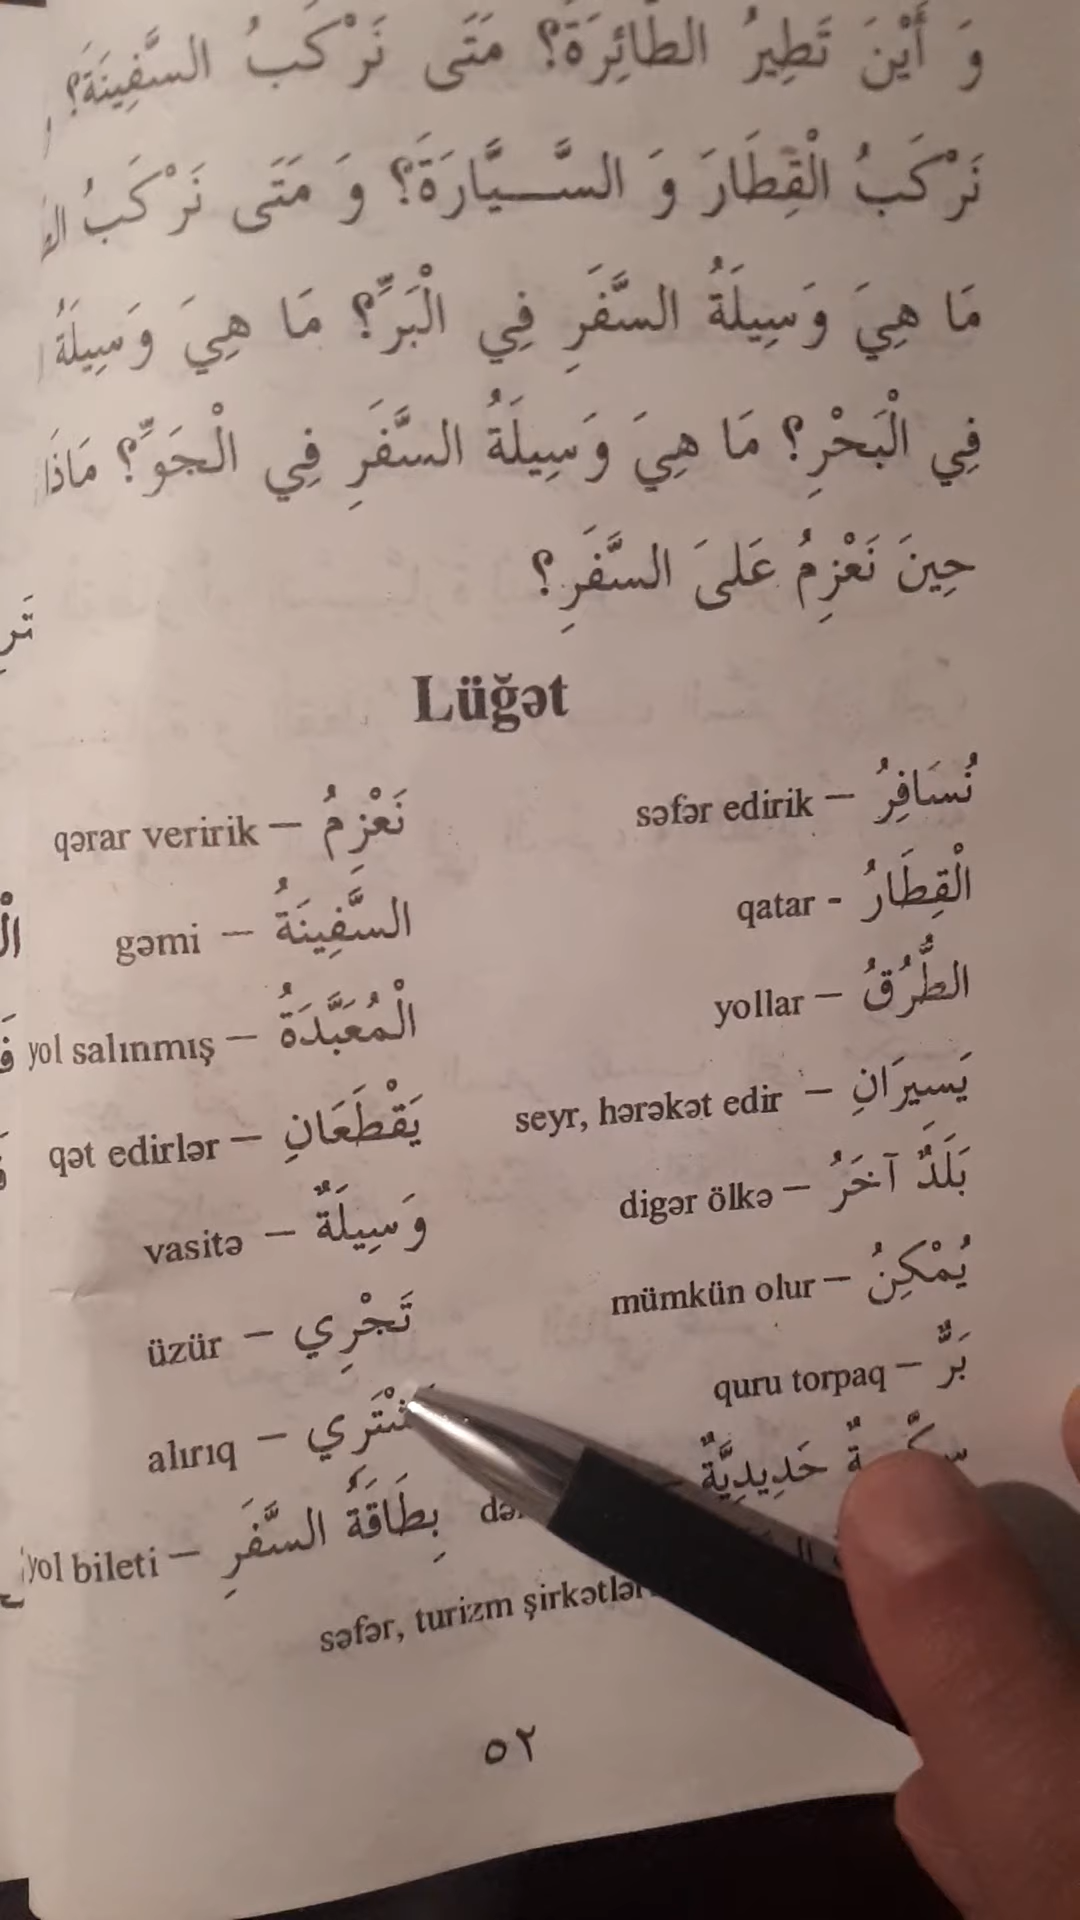 وَ أَيْنَ تَطِيرُ الطَّائِرَةُ؟ مَتَى نَرْكَبُ السَّفِينَةَ؟
نَرْكَبُ الْقِطَارَ وَ السَّيَّارَةَ؟ وَ مَتَى نَرْكَبُ
مَا هِيَ وَسِيلَةُ السَّفَرِ فِي الْبَرِّ؟ مَا هِيَ وَسِيلَةُ
فِي الْبَحْرِ؟ مَا هِيَ وَسِيلَةُ السَّفَرِ فِي الْجَوِّ؟ مَاذَا
حِينَ نَعْزِمُ عَلىَ السَّفَرِ؟
Lüğət
نُسَافِرُ – səfər edirik
نَعْزِمُ – qərar veririk
الْقِطَارُ - qatar
السَّفِينَةُ – gəmi
الطُّرُقُ – yollar
الْمُعَبَّدَةُ – yol salınmış
يَسِيرَانِ – seyr, hərəkət edir
يَقْطَعَانِ – qət edirlər
بَلَدٌ آخَرُ – digər ölkə
وَسِيلَةٌ – vasitə
يُمْكِنُ – mümkün olur
تَجْرِي – üzür
بَرٌّ – quru torpaq
– alırıq
حَدِيدِيَّةٌ –
بِطَاقَةُ السَّفَرِ – yol bileti
səfər, turizm
٥٢